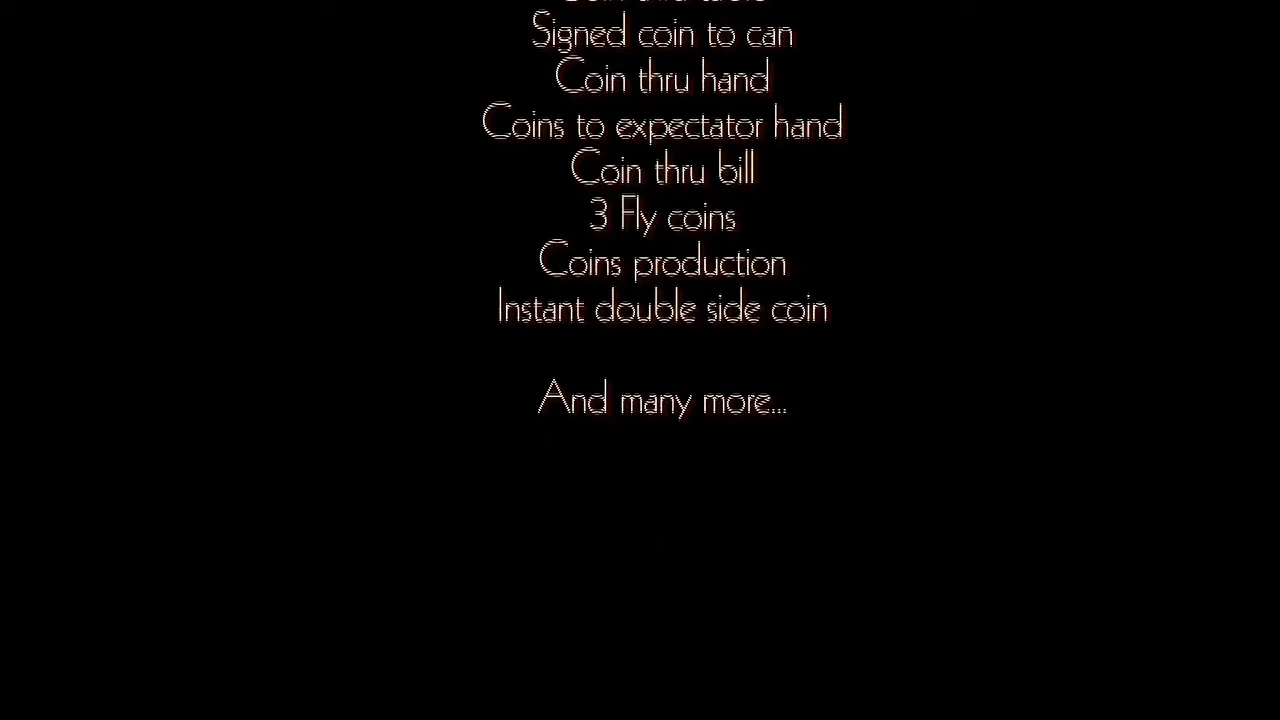 Signed coin to can
Coin thru hand
Coins to expectator hand
Coin thru bill
3 Fly coins
Coins production
Instant double side coin
And many more...